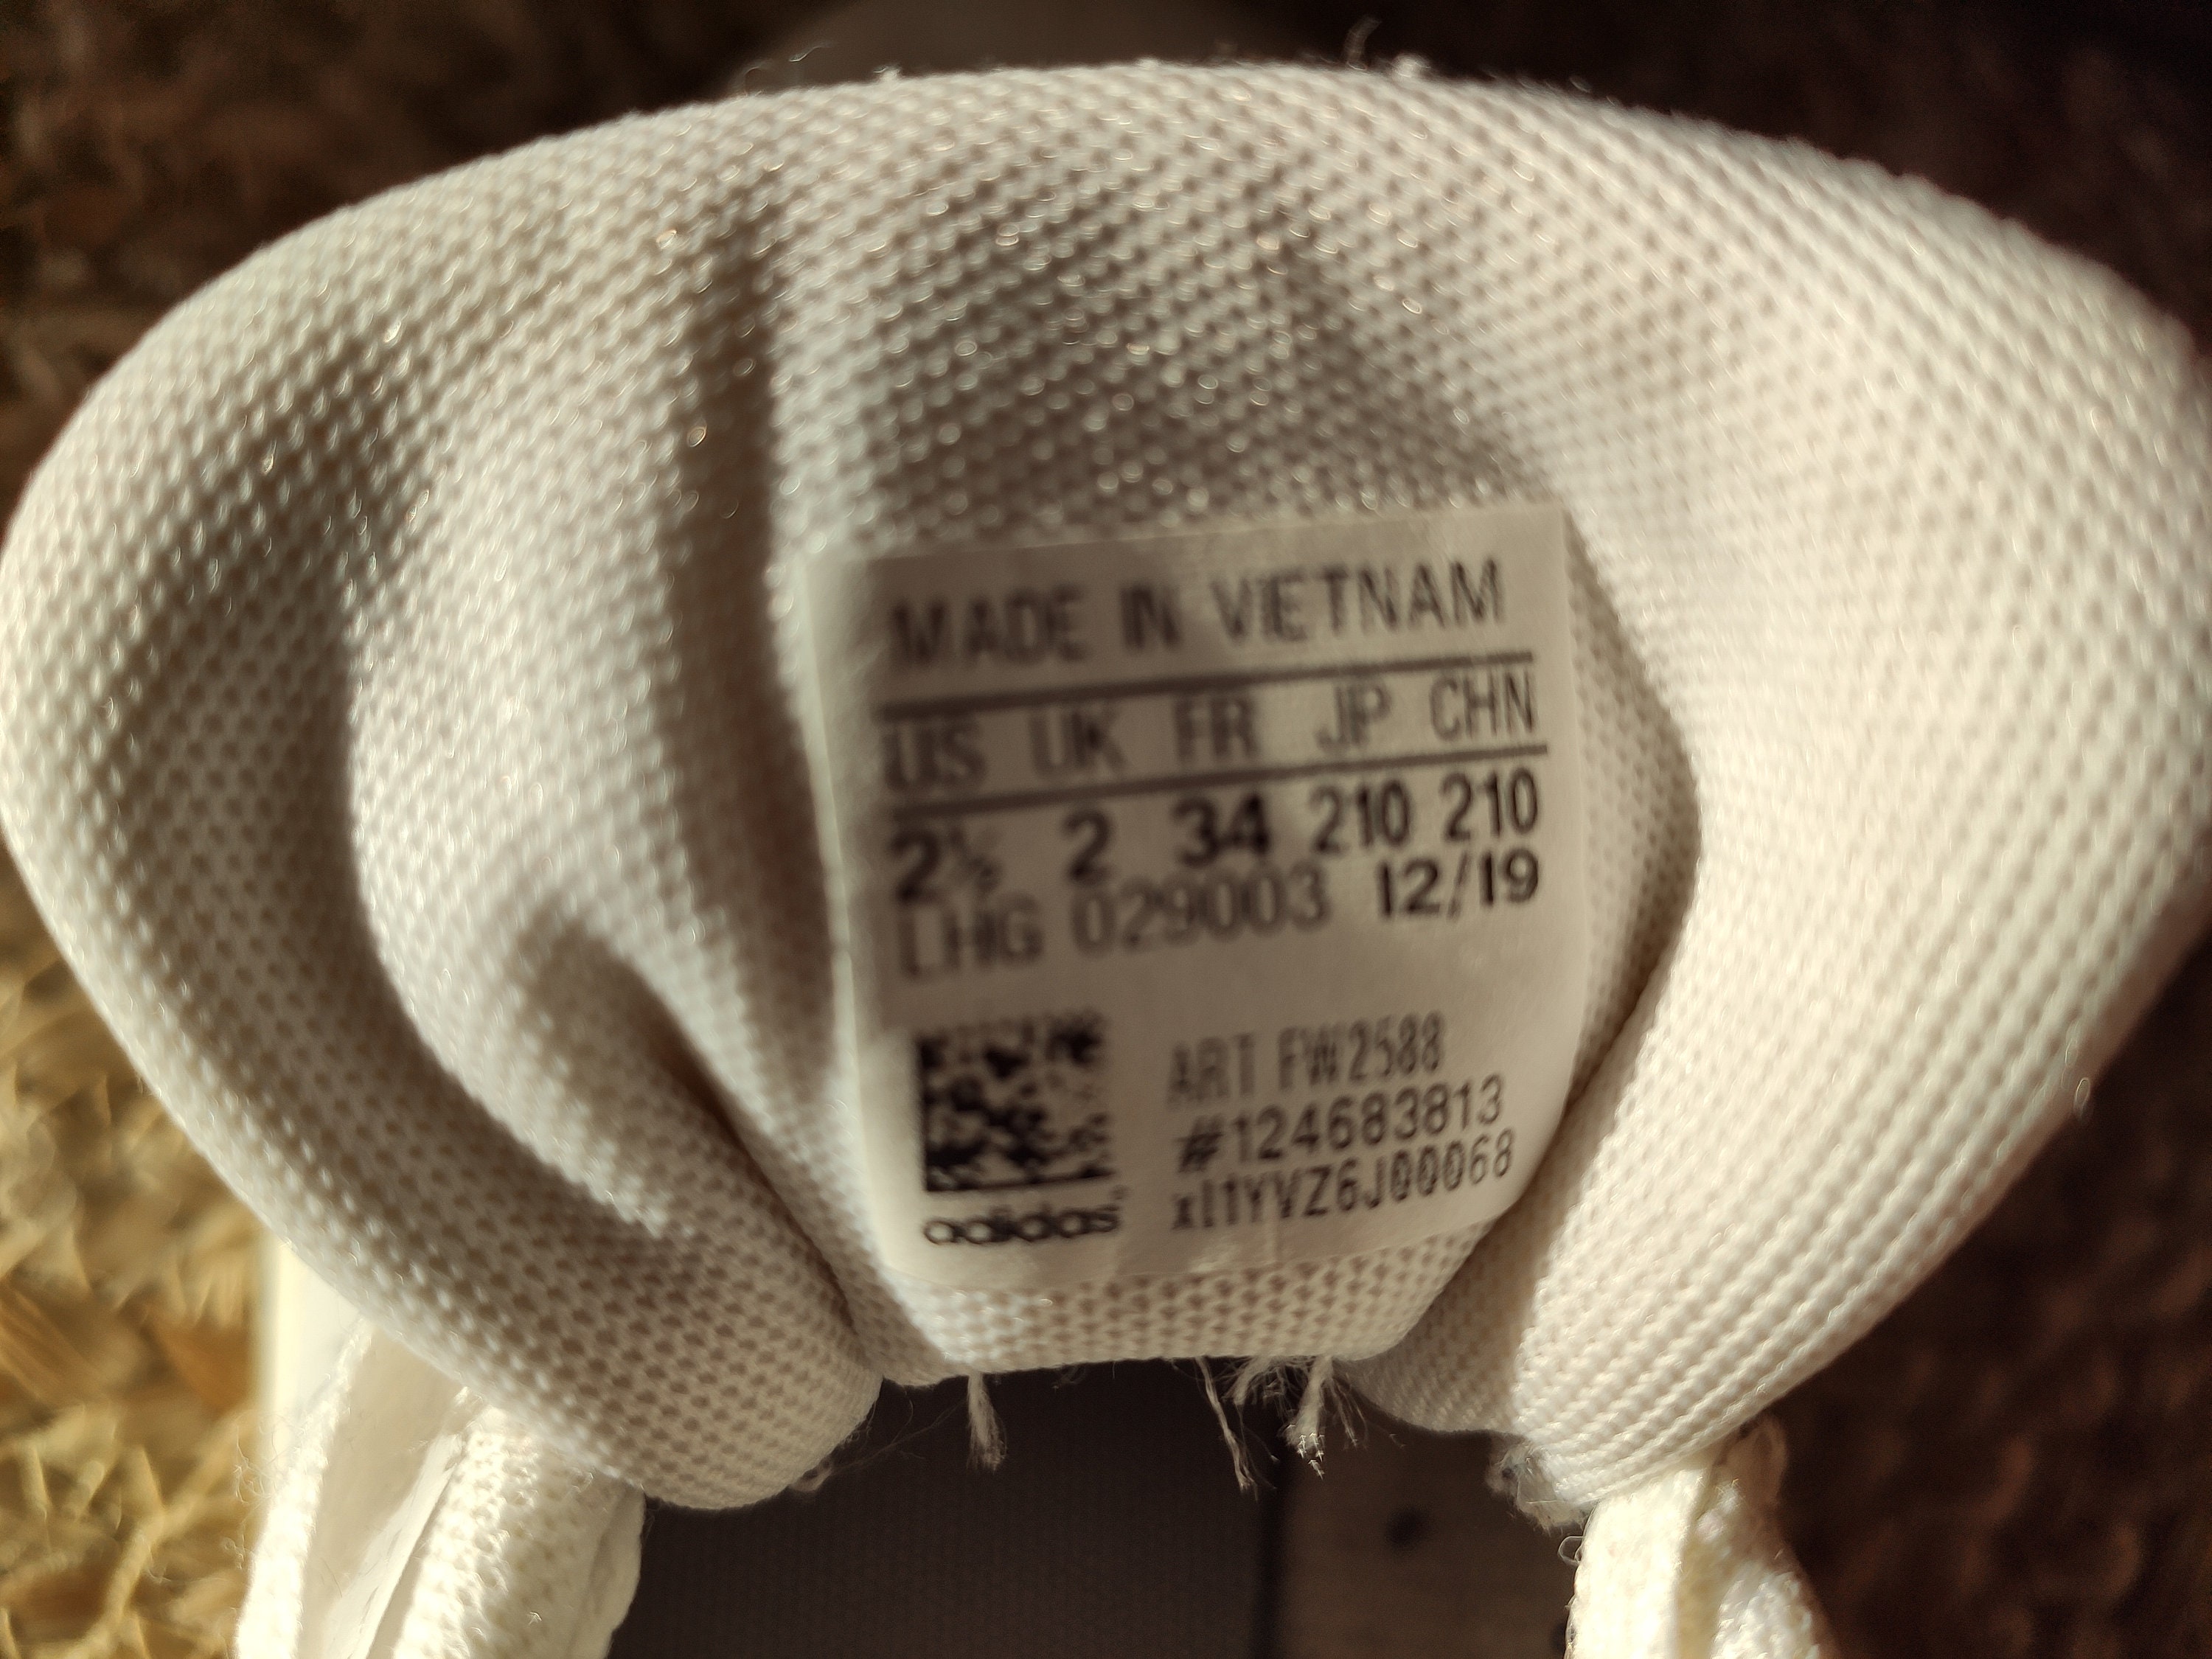 MADE IN VIETNAM
US UK FR JP CHN
2½ 2 34 210 210
LHG 029003 12/19
ART FW2588
#124683813
xI1YVZ6J00068
adidas